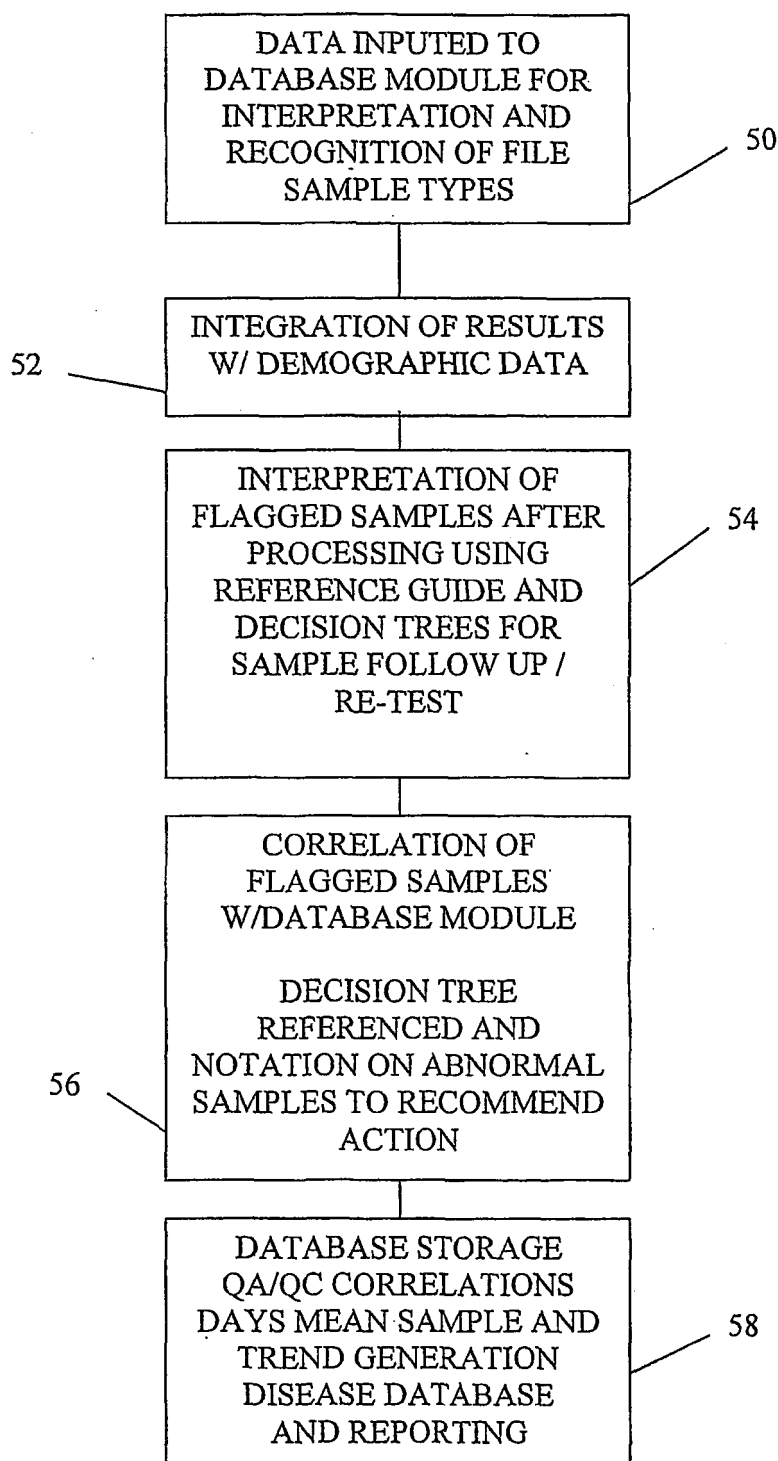 DATA INPUTED TO
DATABASE MODULE FOR
INTERPRETATION AND
RECOGNITION OF FILE
SAMPLE TYPES
50
INTEGRATION OF RESULTS
W/ DEMOGRAPHIC DATA
52
INTERPRETATION OF
FLAGGED SAMPLES AFTER
PROCESSING USING
REFERENCE GUIDE AND
DECISION TREES FOR
SAMPLE FOLLOW UP /
RE-TEST
54
CORRELATION OF
FLAGGED SAMPLES
W/DATABASE MODULE
DECISION TREE
REFERENCED AND
NOTATION ON ABNORMAL
SAMPLES TO RECOMMEND
ACTION
56
DATABASE STORAGE
QA/QC CORRELATIONS
DAYS MEAN SAMPLE AND
TREND GENERATION
DISEASE DATABASE
AND REPORTING
58